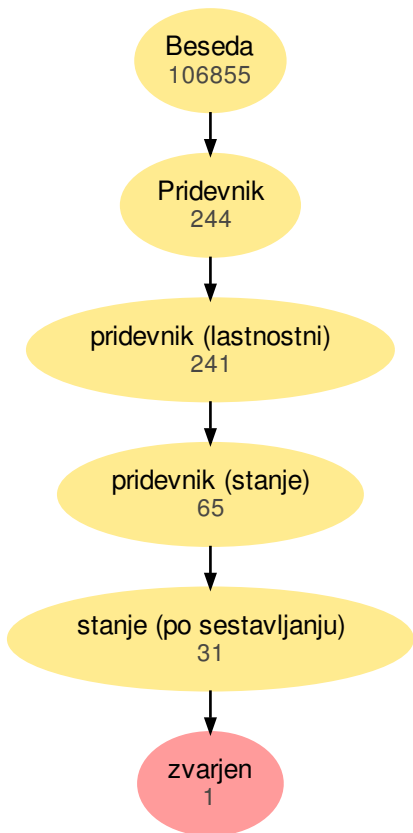 Beseda
106855
Pridevnik
244
pridevnik (lastnostni)
241
pridevnik (stanje)
65
stanje (po sestavljanju)
31
zvarjen
1